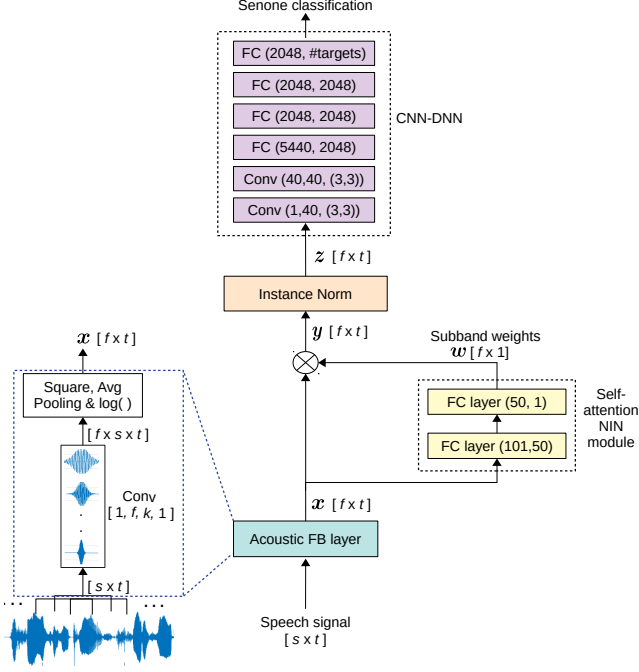 Senone classification
FC (2048, #targets)
FC (2048, 2048)
FC (2048, 2048)
FC (5440, 2048)
Conv (40,40, (3,3))
Conv (1,40, (3,3))
CNN-DNN
z [ f x t ]
Instance Norm
y [ f x t ]
Subband weights
w [ f x 1]
FC layer (50, 1)
FC layer (101,50)
Self-
attention
NIN
module
x [ f x t ]
Acoustic FB layer
Speech signal
[ s x t ]
x [ f x t ]
Square, Avg
Pooling & log( )
[ f x s x t ]
Conv
[ 1, f, k, 1 ]
[ s x t ]
. . .
. . .